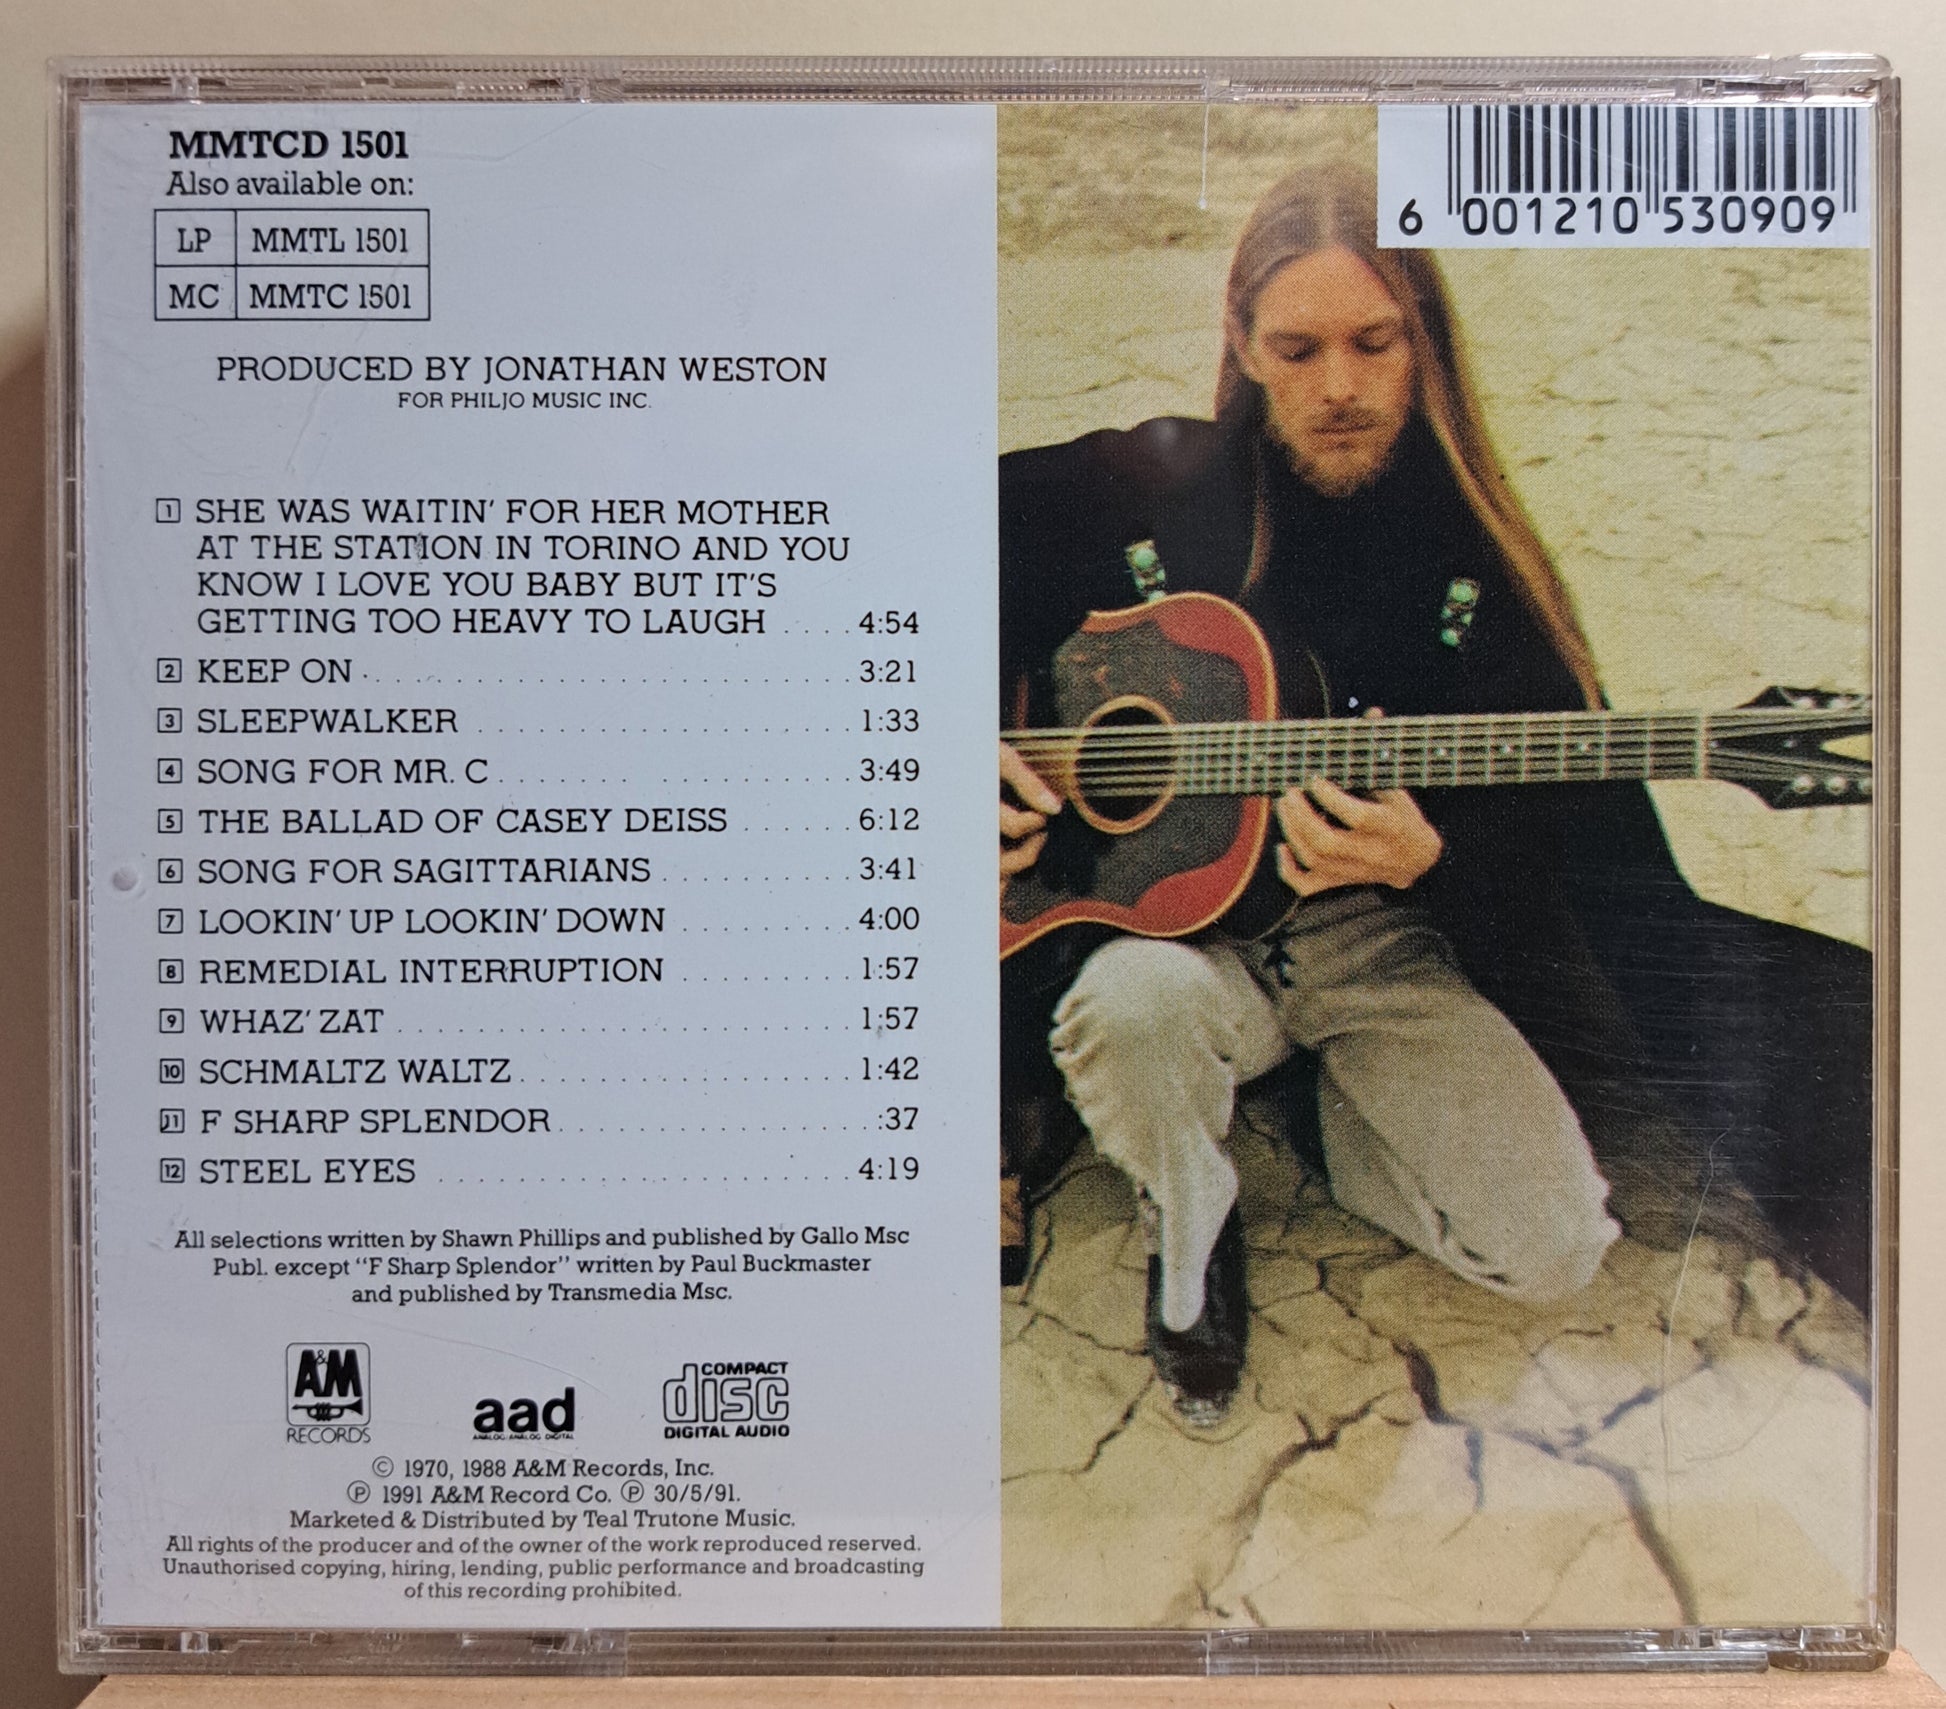 MMTCD 1501
Also available on:
LP MMTL 1501
MC MMTC 1501
6 001210 530909
PRODUCED BY JONATHAN WESTON
FOR PHILJO MUSIC INC.
1 SHE WAS WAITIN' FOR HER MOTHER
AT THE STATION IN TORINO AND YOU
KNOW I LOVE YOU BABY BUT IT'S
GETTING TOO HEAVY TO LAUGH .... 4:54
2 KEEP ON ........................ 3:21
3 SLEEPWALKER ................... 1:33
4 SONG FOR MR. C ................ 3:49
5 THE BALLAD OF CASEY DEISS ...... 6:12
6 SONG FOR SAGITTARIANS .......... 3:41
7 LOOKIN' UP LOOKIN' DOWN ......... 4:00
8 REMEDIAL INTERRUPTION ......... 1:57
9 WHAZ' ZAT ...................... 1:57
10 SCHMALTZ WALTZ ................. 1:42
11 F SHARP SPLENDOR ................ :37
12 STEEL EYES ..................... 4:19
All selections written by Shawn Phillips and published by Gallo Msc
Publ. except "F Sharp Splendor" written by Paul Buckmaster
and published by Transmedia Msc.
A&M
RECORDS
aad
ANALOG ANALOG DIGITAL
COMPACT
disc
DIGITAL AUDIO
© 1970, 1988 A&M Records, Inc.
℗ 1991 A&M Record Co. ℗ 30/5/91.
Marketed & Distributed by Teal Trutone Music.
All rights of the producer and of the owner of the work reproduced reserved.
Unauthorised copying, hiring, lending, public performance and broadcasting
of this recording prohibited.